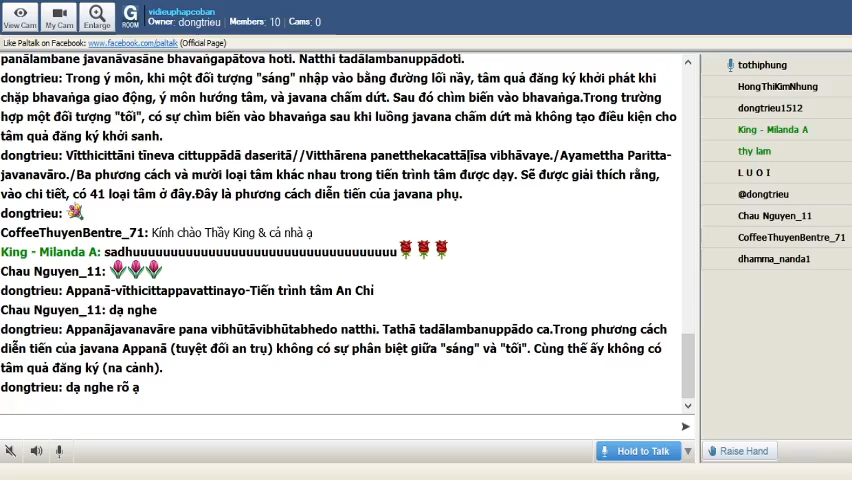 vidieuphapcoban
Owner: dongtrieu | Members: 10 | Cams: 0
View Cam
My Cam
Enlarge
G
ROOM
Like Paltalk on Facebook: www.facebook.com/paltalk (Official Page)
panālambane javanāvasāne bhavaṅgapātova hoti. Natthi tadālambanuppādoti.
dongtrieu: Trong ý môn, khi một đối tượng "sáng" nhập vào bằng đường lối nầy, tâm quả đăng ký khởi phát khi
chặp bhavaṅga giao động, ý môn hướng tâm, và javana chấm dứt. Sau đó chìm biến vào bhavaṅga.Trong trường
hợp một đối tượng "tối", có sự chìm biến vào bhavaṅga sau khi luồng javana chấm dứt mà không tạo điều kiện cho
tâm quả đăng ký khởi sanh.
dongtrieu: Vītthicittāni tīneva cittuppādā daseritā//Vitthārena panetthekacattāḷīsa vibhāvaye./Ayamettha Paritta-
javanavāro./Ba phương cách và mười loại tâm khác nhau trong tiến trình tâm được dạy. Sẽ được giải thích rằng,
vào chi tiết, có 41 loại tâm ở đây.Đây là phương cách diễn tiến của javana phụ.
dongtrieu:
CoffeeThuyenBentre_71: Kính chào Thầy King & cả nhà ạ
King - Milanda A: sadhuuuuuuuuuuuuuuuuuuuuuuuuuuuuuuuuuu
Chau Nguyen_11:
dongtrieu: Appanā-vīthicittappavattinayo-Tiến trình tâm An Chỉ
Chau Nguyen_11: dạ nghe
dongtrieu: Appanājavanavāre pana vibhūtāvibhūtabhedo natthi. Tathā tadālambanuppādo ca.Trong phương cách
diễn tiến của javana Appanā (tuyệt đối an trụ) không có sự phân biệt giữa "sáng" và "tối". Cùng thế ấy không có
tâm quả đăng ký (na cảnh).
dongtrieu: dạ nghe rõ ạ
Hold to Talk
tothiphung
HongThiKimNhung
dongtrieu1512
King - Milanda A
thy lam
L U O I
@dongtrieu
Chau Nguyen_11
CoffeeThuyenBentre_71
dhamma_nanda1
Raise Hand